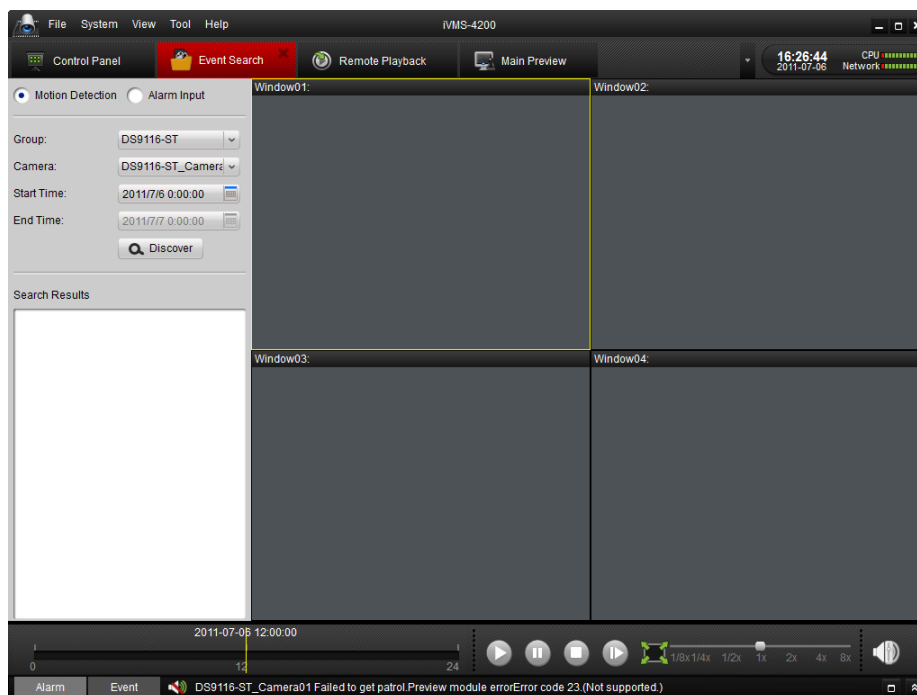 File System View Tool Help iVMS-4200
Control Panel Event Search Remote Playback Main Preview 16:26:44 CPU
2011-07-06 Network
Motion Detection Alarm Input
Group: DS9116-ST
Camera: DS9116-ST_Camera
Start Time: 2011/7/6 0:00:00
End Time: 2011/7/7 0:00:00
Discover
Search Results
Window01: Window02:
Window03: Window04:
2011-07-06 12:00:00
0 12 24
1/8x 1/4x 1/2x 1x 2x 4x 8x
Alarm Event DS9116-ST_Camera01 Failed to get patrol.Preview module errorError code 23.(Not supported.)